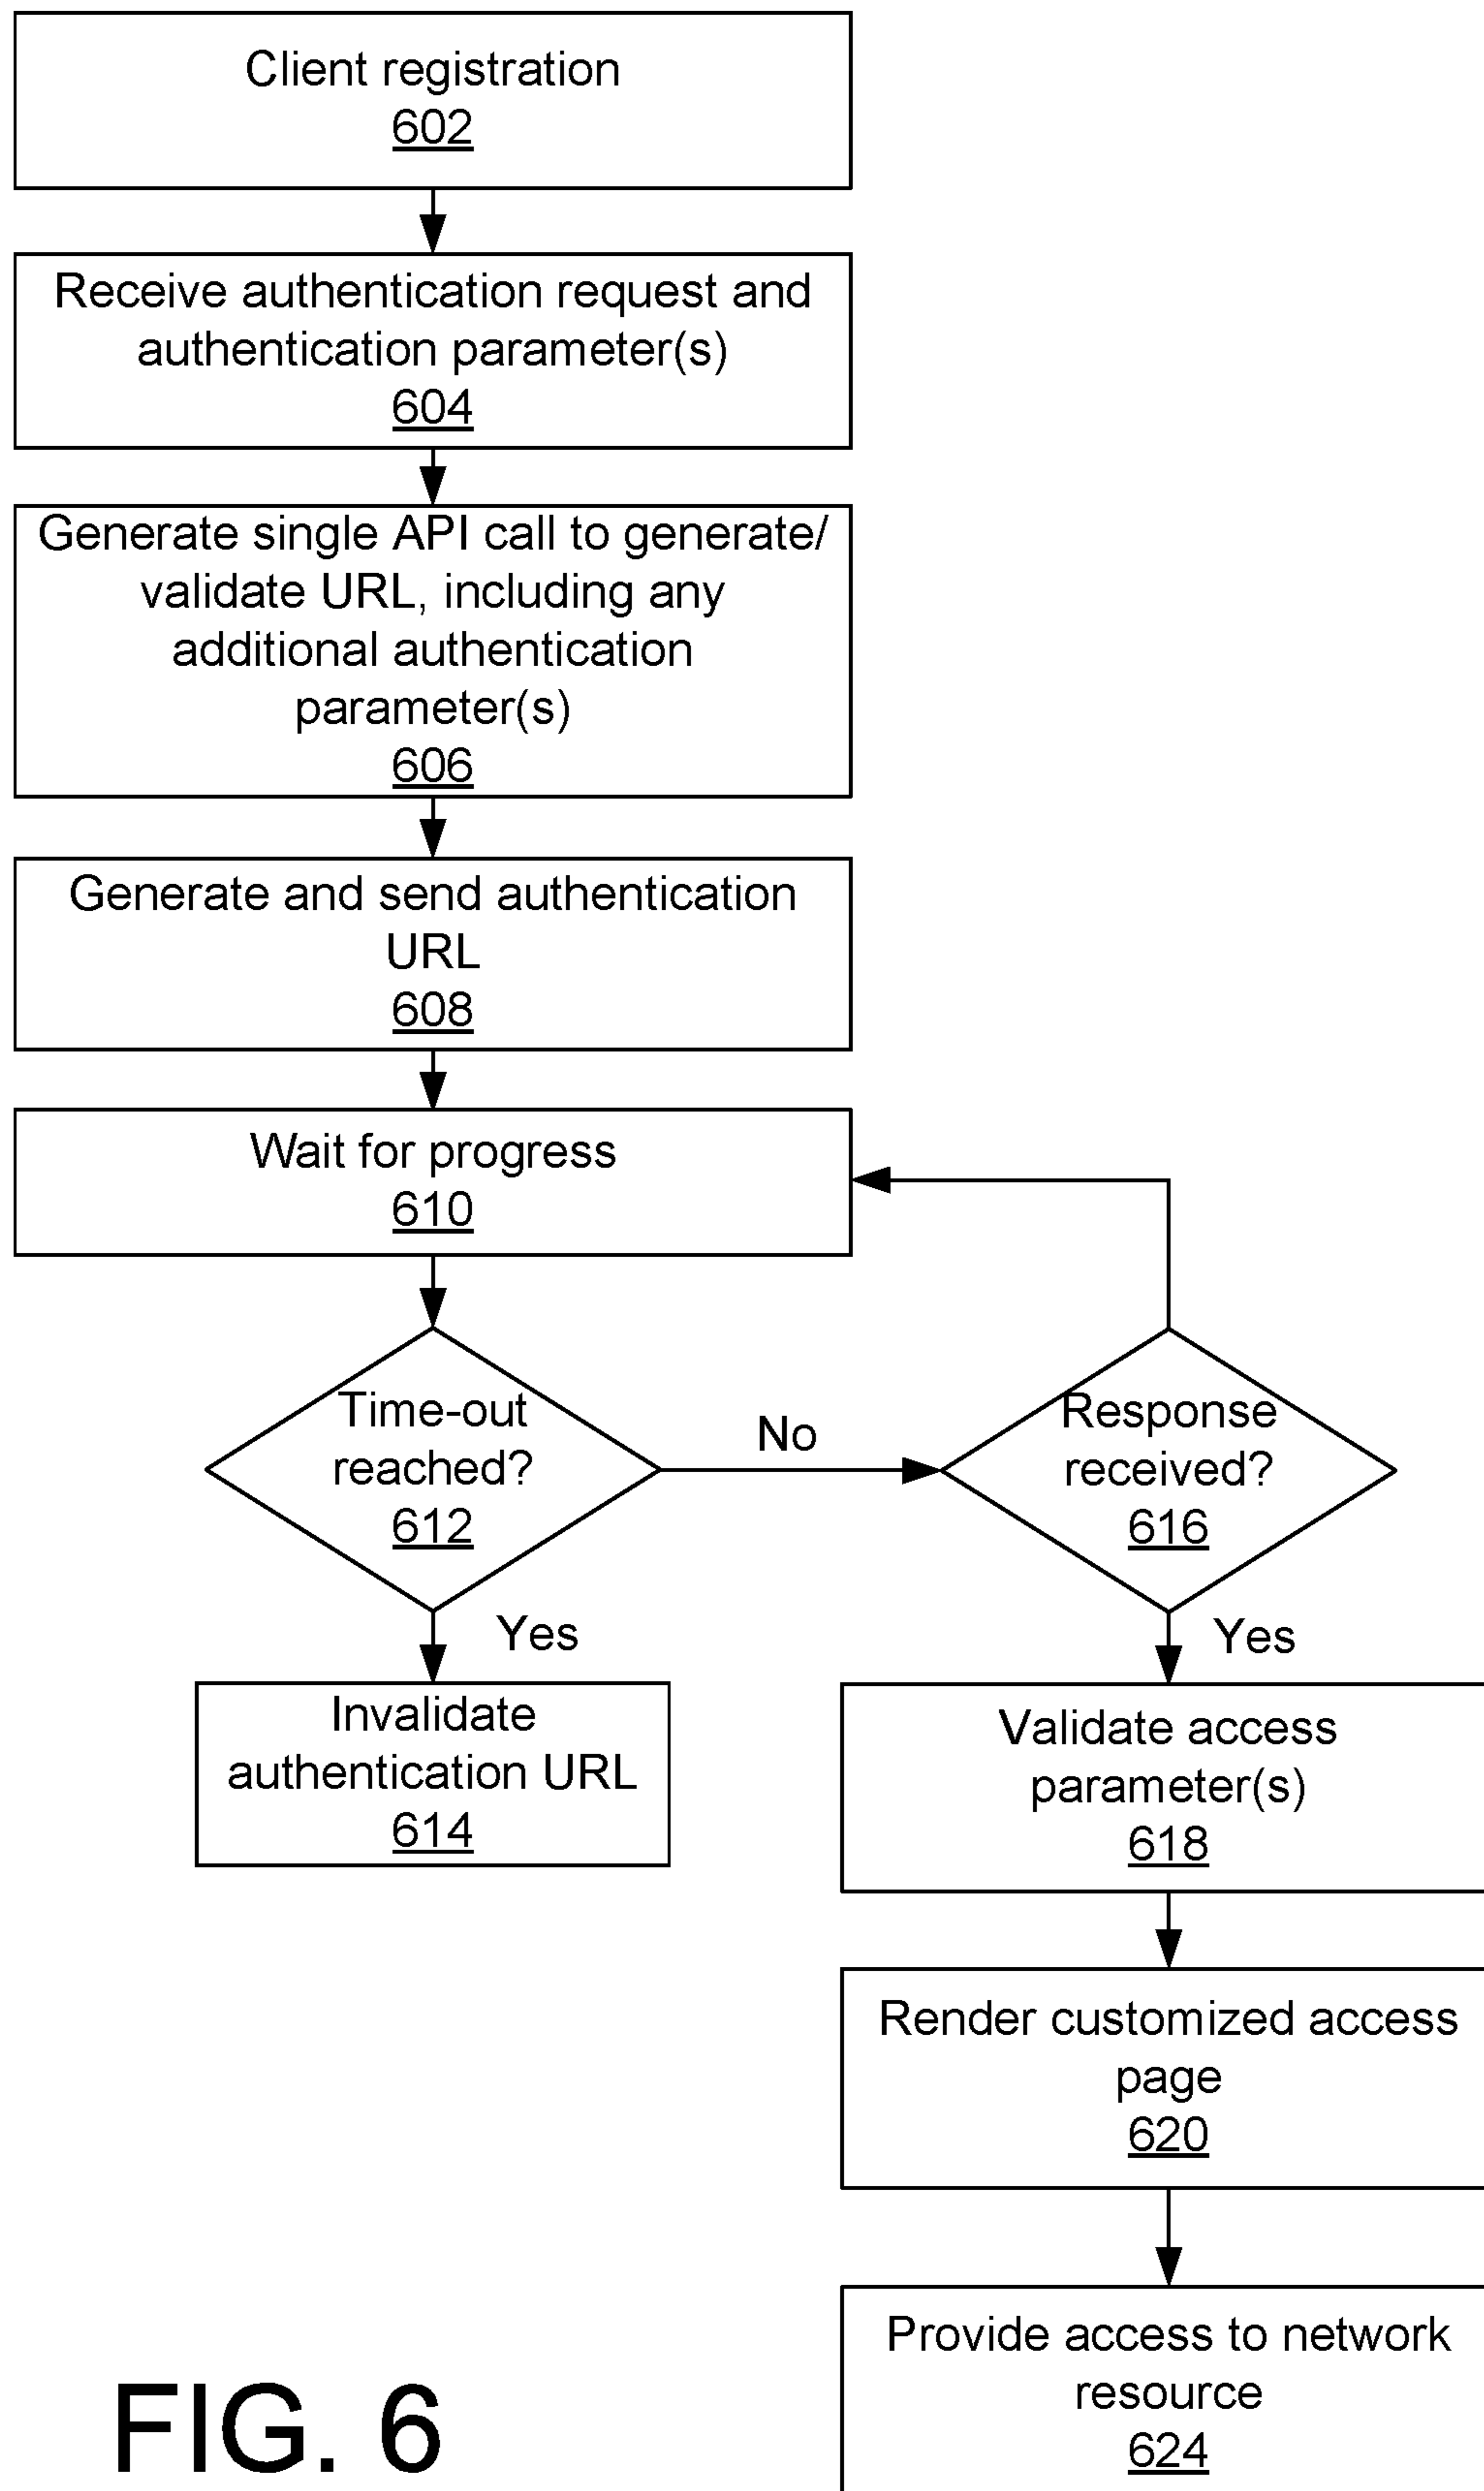 Client registration
602
Receive authentication request and
authentication parameter(s)
604
Generate single API call to generate/
validate URL, including any
additional authentication
parameter(s)
606
Generate and send authentication
URL
608
Wait for progress
610
Time-out
reached?
612
No
Response
received?
616
Yes
Yes
Invalidate
authentication URL
614
Validate access
parameter(s)
618
Render customized access
page
620
Provide access to network
resource
624
FIG. 6